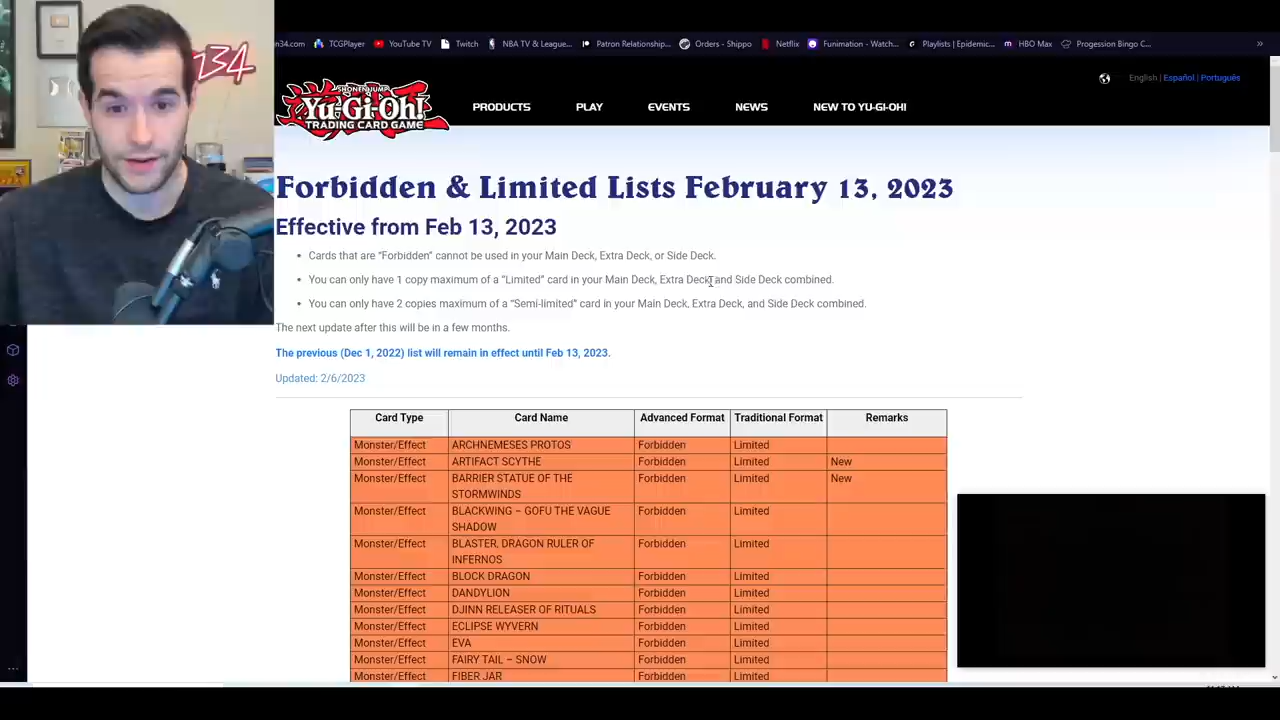 234
n34.com
TCGPlayer
YouTube TV
Twitch
NBA TV & League...
Patron Relationship...
Orders - Shippo
Netflix
Funimation - Watch...
Playlists | Epidemic...
HBO Max
Progession Bingo C...
»
SHONEN JUMP
Yu-Gi-Oh!
TRADING CARD GAME
PRODUCTS
PLAY
EVENTS
NEWS
NEW TO YU-GI-OH!
English | Español | Português
Forbidden & Limited Lists February 13, 2023
Effective from Feb 13, 2023
• Cards that are “Forbidden” cannot be used in your Main Deck, Extra Deck, or Side Deck.
• You can only have 1 copy maximum of a “Limited” card in your Main Deck, Extra Deck, and Side Deck combined.
• You can only have 2 copies maximum of a “Semi-limited” card in your Main Deck, Extra Deck, and Side Deck combined.
The next update after this will be in a few months.
The previous (Dec 1, 2022) list will remain in effect until Feb 13, 2023.
Updated: 2/6/2023
Card Type Card Name Advanced Format Traditional Format Remarks
Monster/Effect ARCHNEMESES PROTOS Forbidden Limited
Monster/Effect ARTIFACT SCYTHE Forbidden Limited New
Monster/Effect BARRIER STATUE OF THE Forbidden Limited New
STORMWINDS
Monster/Effect BLACKWING – GOFU THE VAGUE Forbidden Limited
SHADOW
Monster/Effect BLASTER, DRAGON RULER OF Forbidden Limited
INFERNOS
Monster/Effect BLOCK DRAGON Forbidden Limited
Monster/Effect DANDYLION Forbidden Limited
Monster/Effect DJINN RELEASER OF RITUALS Forbidden Limited
Monster/Effect ECLIPSE WYVERN Forbidden Limited
Monster/Effect EVA Forbidden Limited
Monster/Effect FAIRY TAIL – SNOW Forbidden Limited
Monster/Effect FIBER JAR Forbidden Limited